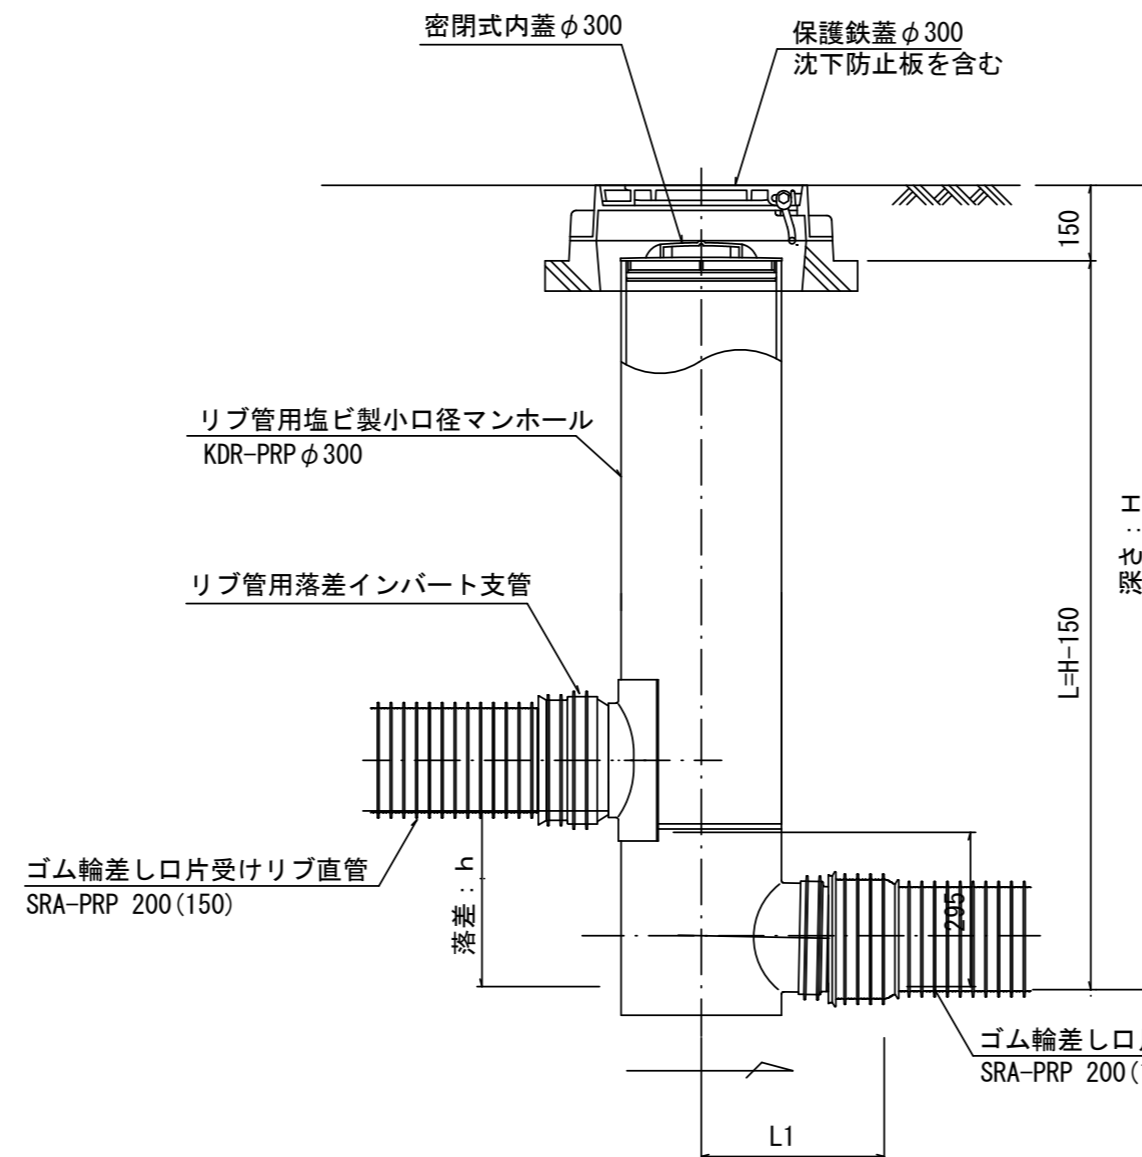 密閉式内蓋φ300
保護鉄蓋φ300
沈下防止板を含む
150
リブ管用塩ビ製小口径マンホール
KDR-PRPφ300
深さ：H
リブ管用落差インバート支管
L=H-150
ゴム輪差し口片受けリブ直管
SRA-PRP 200(150)
落差：h
295
ゴム輪差し口
SRA-PRP 200(
L1